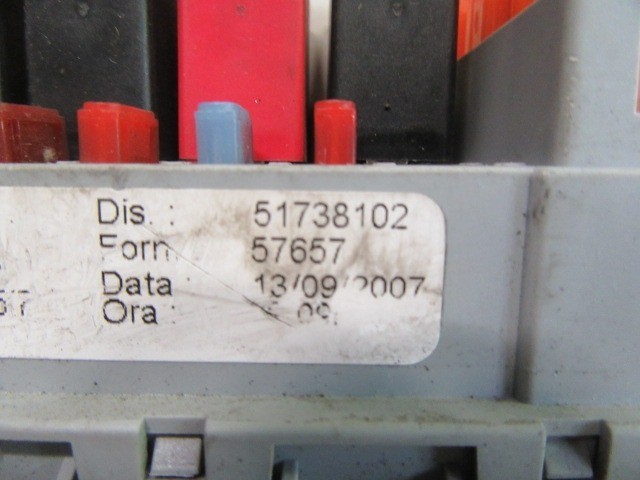 Dis. : 51738102
Forn. 57657
Data : 13/09/2007
Ora :